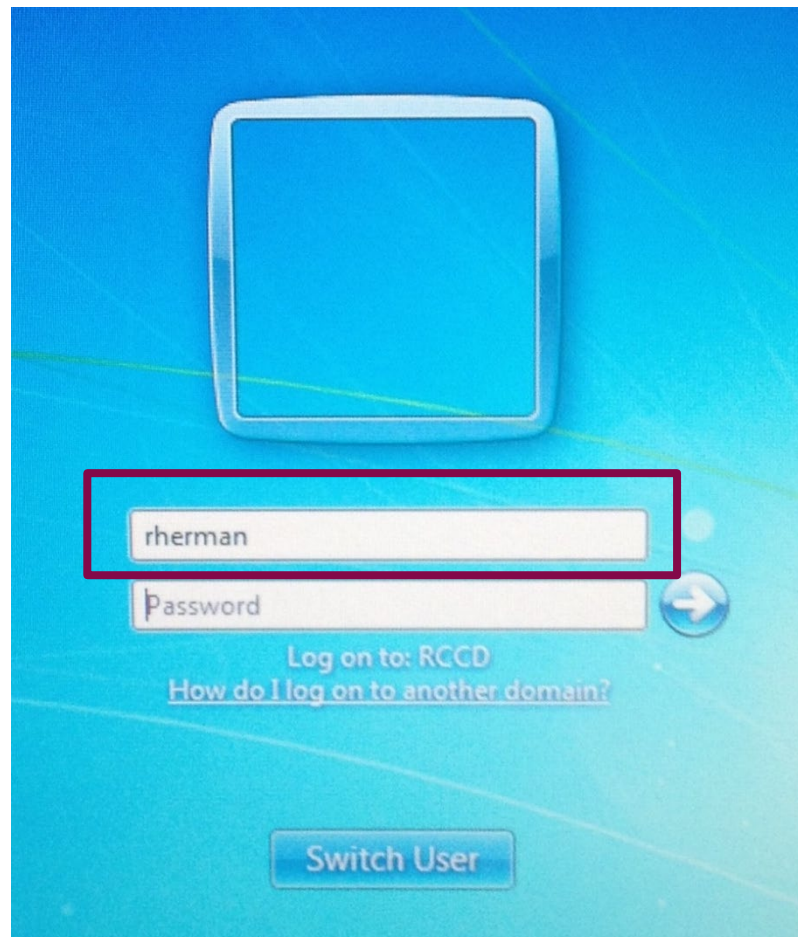 rherman
Password
Log on to: RCCD
How do I log on to another domain?
Switch User